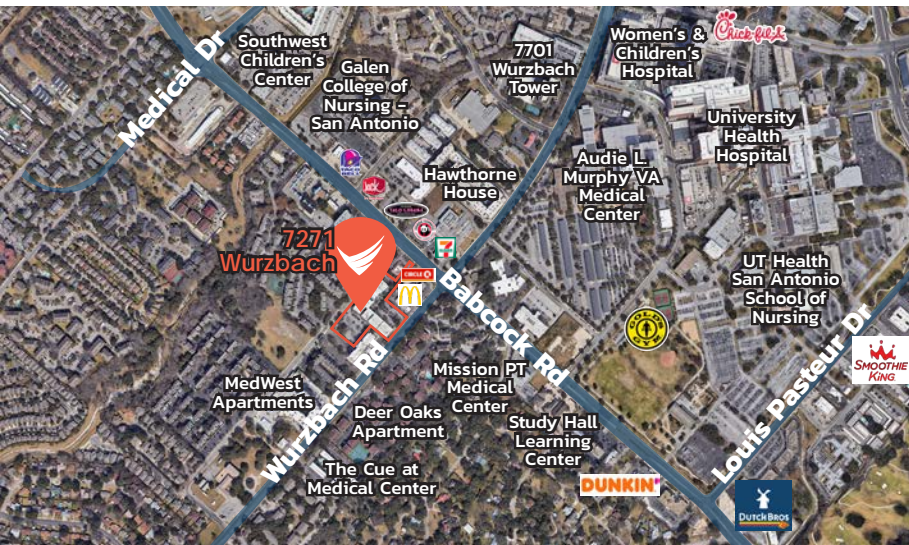 Medical Dr
Southwest
Children's
Center
Galen
College of
Nursing -
San Antonio
7701
Wurzbach
Tower
Women's &
Children's
Hospital
Chick-fil-A
University
Health
Hospital
Audie L.
Murphy VA
Medical
Center
Hawthorne
House
Jack
7271
Wurzbach
CIRCLE K
Babcock Rd
UT Health
San Antonio
School of
Nursing
GOLD'S
GYM
Louis Pasteur Dr
SMOOTHIE
KING
Wurzbach Rd
MedWest
Apartments
Mission PT
Medical
Center
Deer Oaks
Apartment
Study Hall
Learning
Center
The Cue at
Medical Center
DUNKIN'
DUTCH BROS